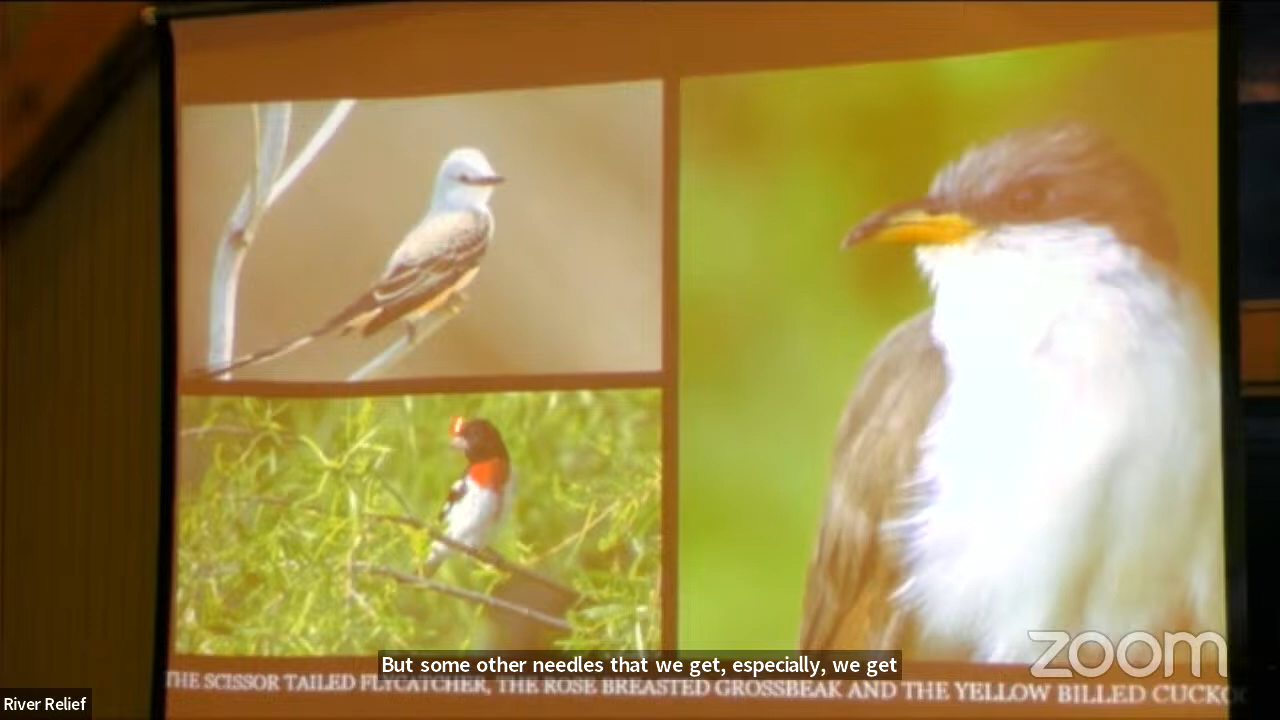 But some other needles that we get, especially, we get
zoom
THE SCISSOR TAILED FLYCATCHER, THE ROSE BREASTED GROSSBEAK AND THE YELLOW BILLED
River Relief